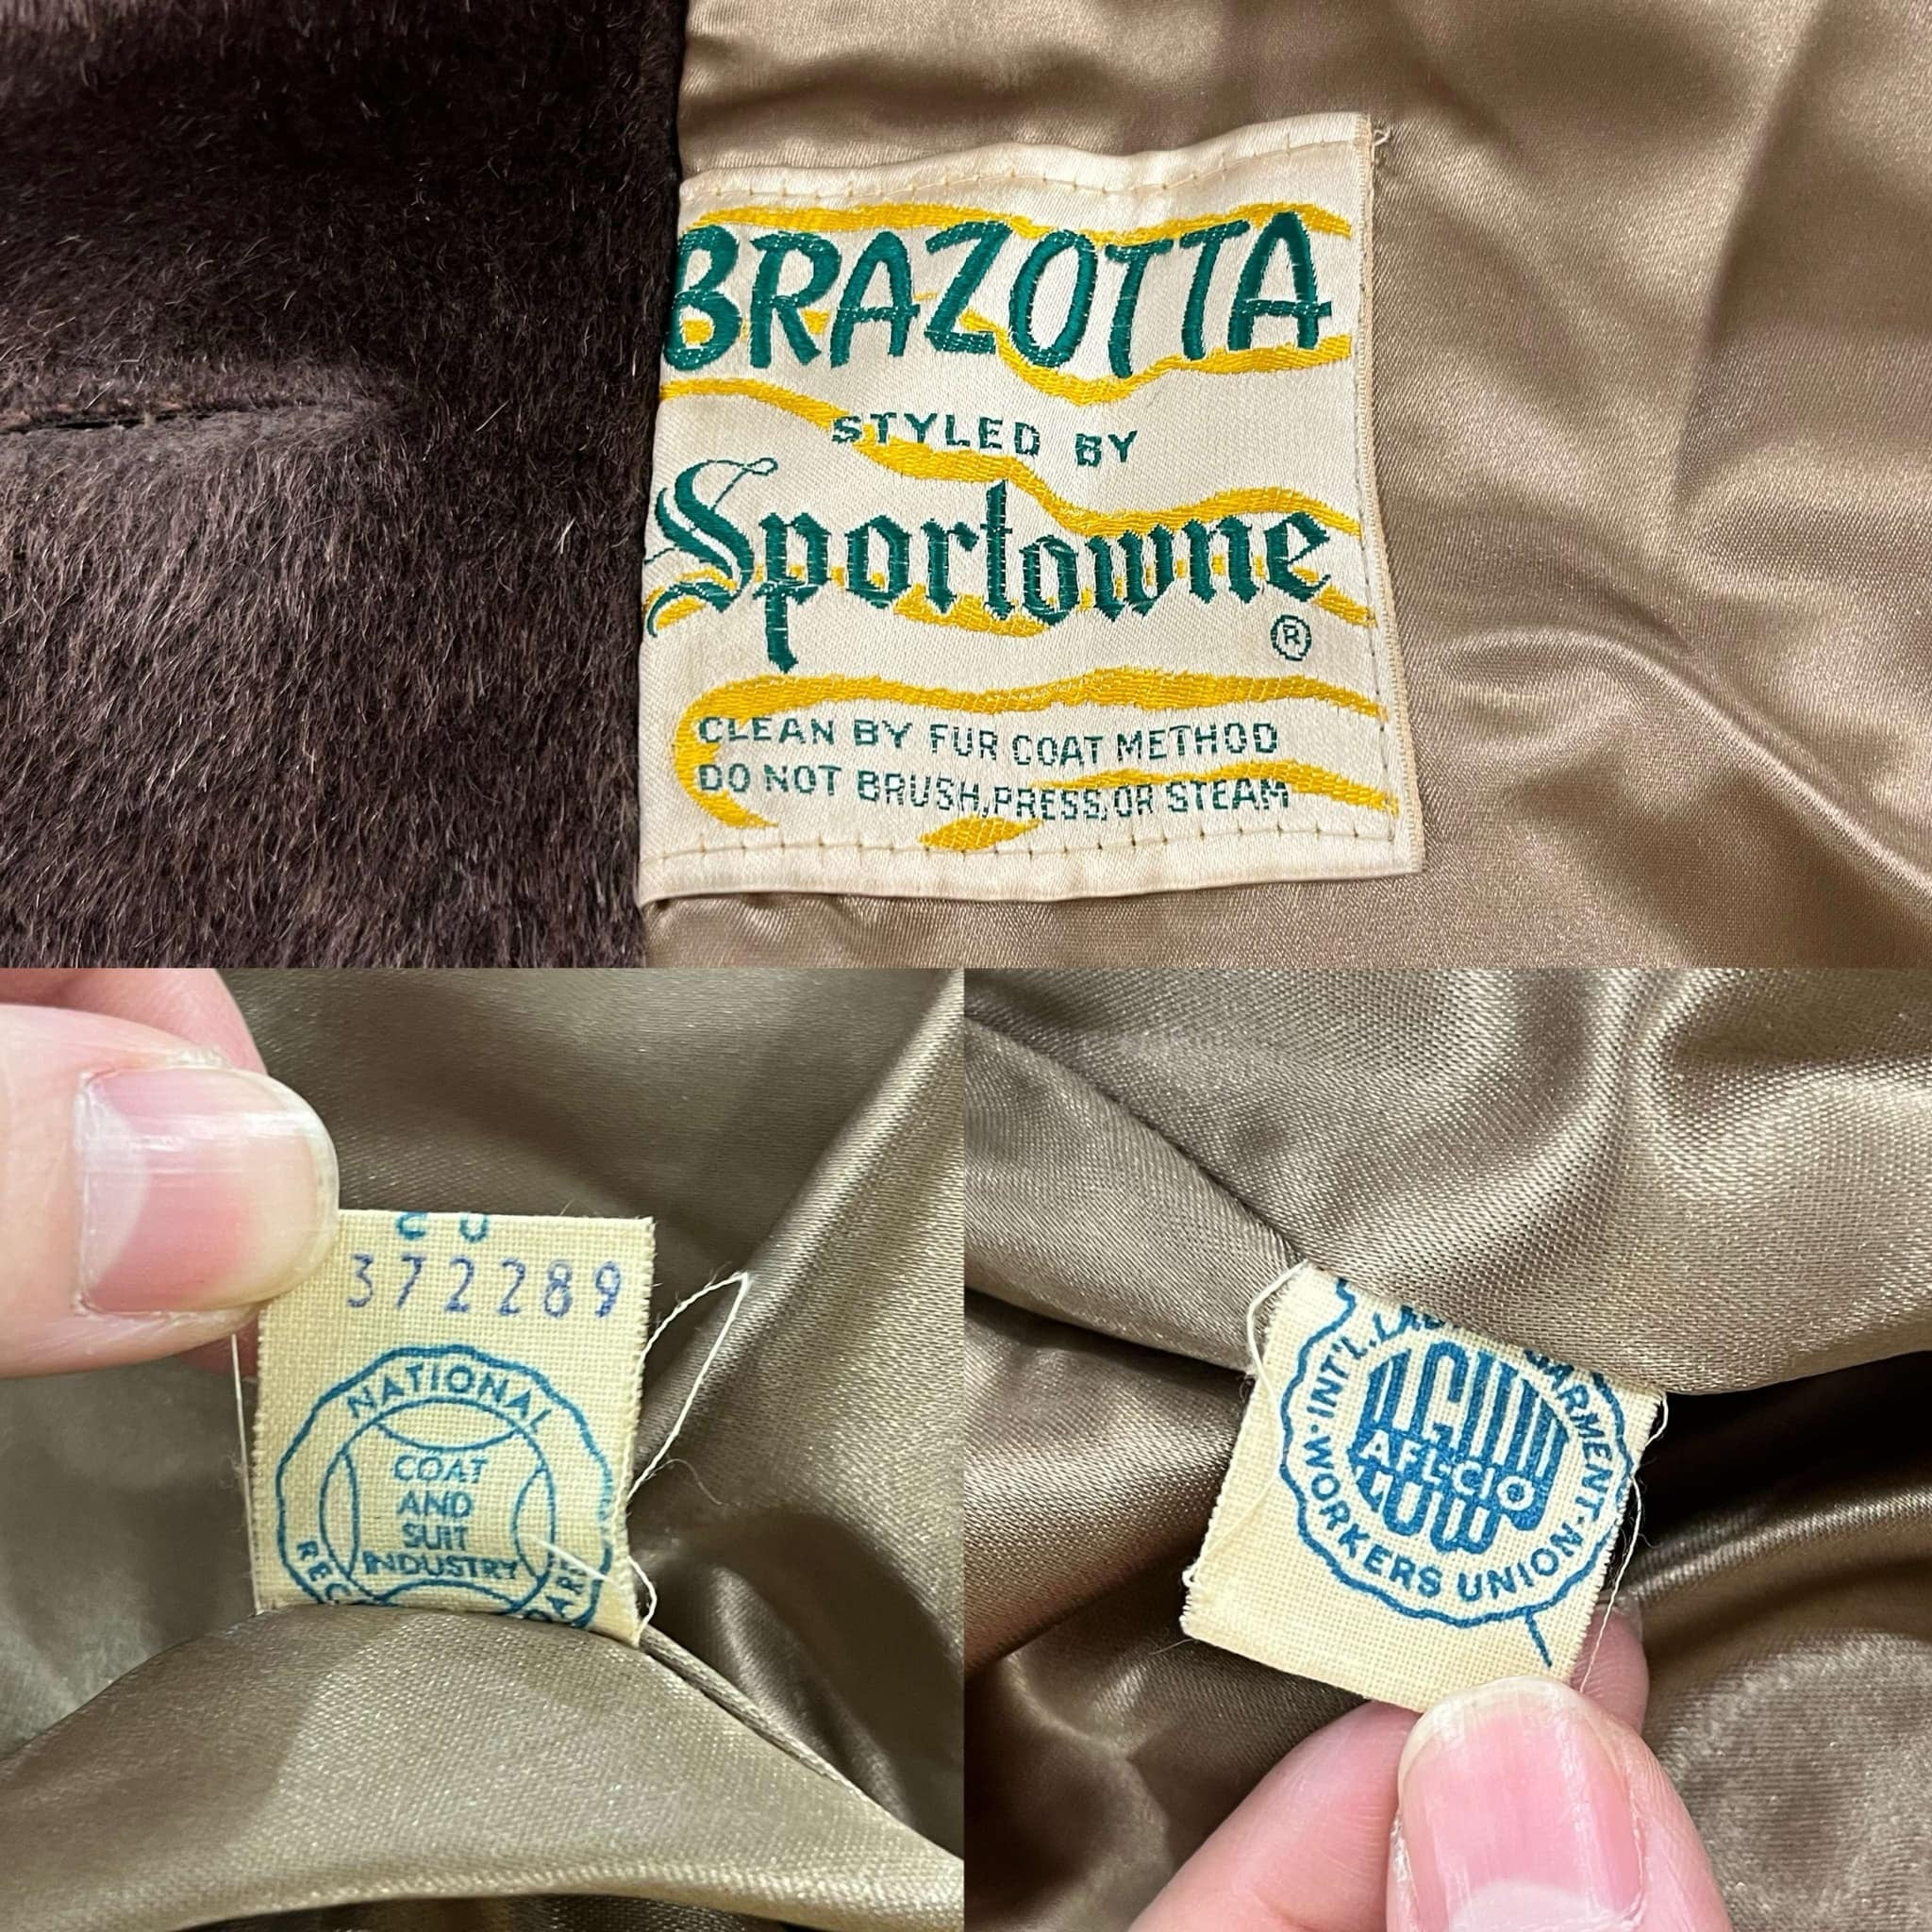 BRAZOTTA
STYLED BY
Sportowne
®
CLEAN BY FUR COAT METHOD
DO NOT BRUSH, PRESS, OR STEAM
372289
NATIONAL
COAT
AND
SUIT
INDUSTRY
INT'L.
GARMENT
WORKERS UNION
ILGWU
AFL-CIO